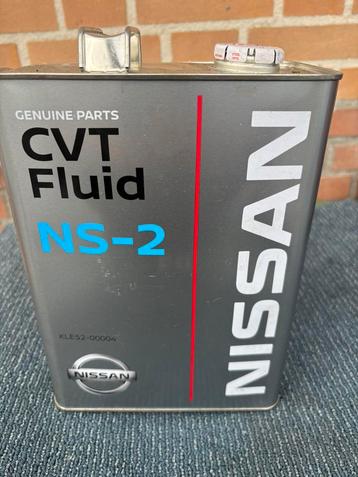 GENUINE PARTS
CVT
Fluid
NS-2
KLE52-00004
NISSAN
NISSAN